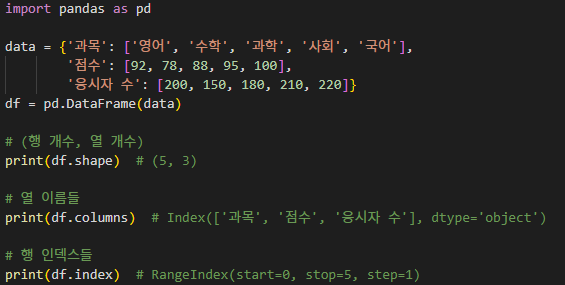 import pandas as pd
data = {'과목': ['영어', '수학', '과학', '사회', '국어'],
'점수': [92, 78, 88, 95, 100],
'응시자 수': [200, 150, 180, 210, 220]}
df = pd.DataFrame(data)
# (행 개수, 열 개수)
print(df.shape)  # (5, 3)
# 열 이름들
print(df.columns)  # Index(['과목', '점수', '응시자 수'], dtype='object')
# 행 인덱스들
print(df.index)  # RangeIndex(start=0, stop=5, step=1)